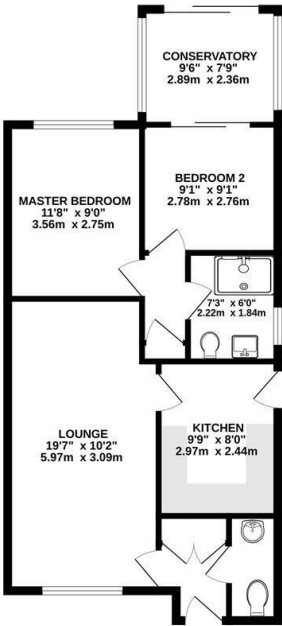 CONSERVATORY
9'6" x 7'9"
2.89m x 2.36m
MASTER BEDROOM
11'8" x 9'0"
3.56m x 2.75m
BEDROOM 2
9'1" x 9'1"
2.78m x 2.76m
7'3" x 6'0"
2.22m x 1.84m
LOUNGE
19'7" x 10'2"
5.97m x 3.09m
KITCHEN
9'9" x 8'0"
2.97m x 2.44m